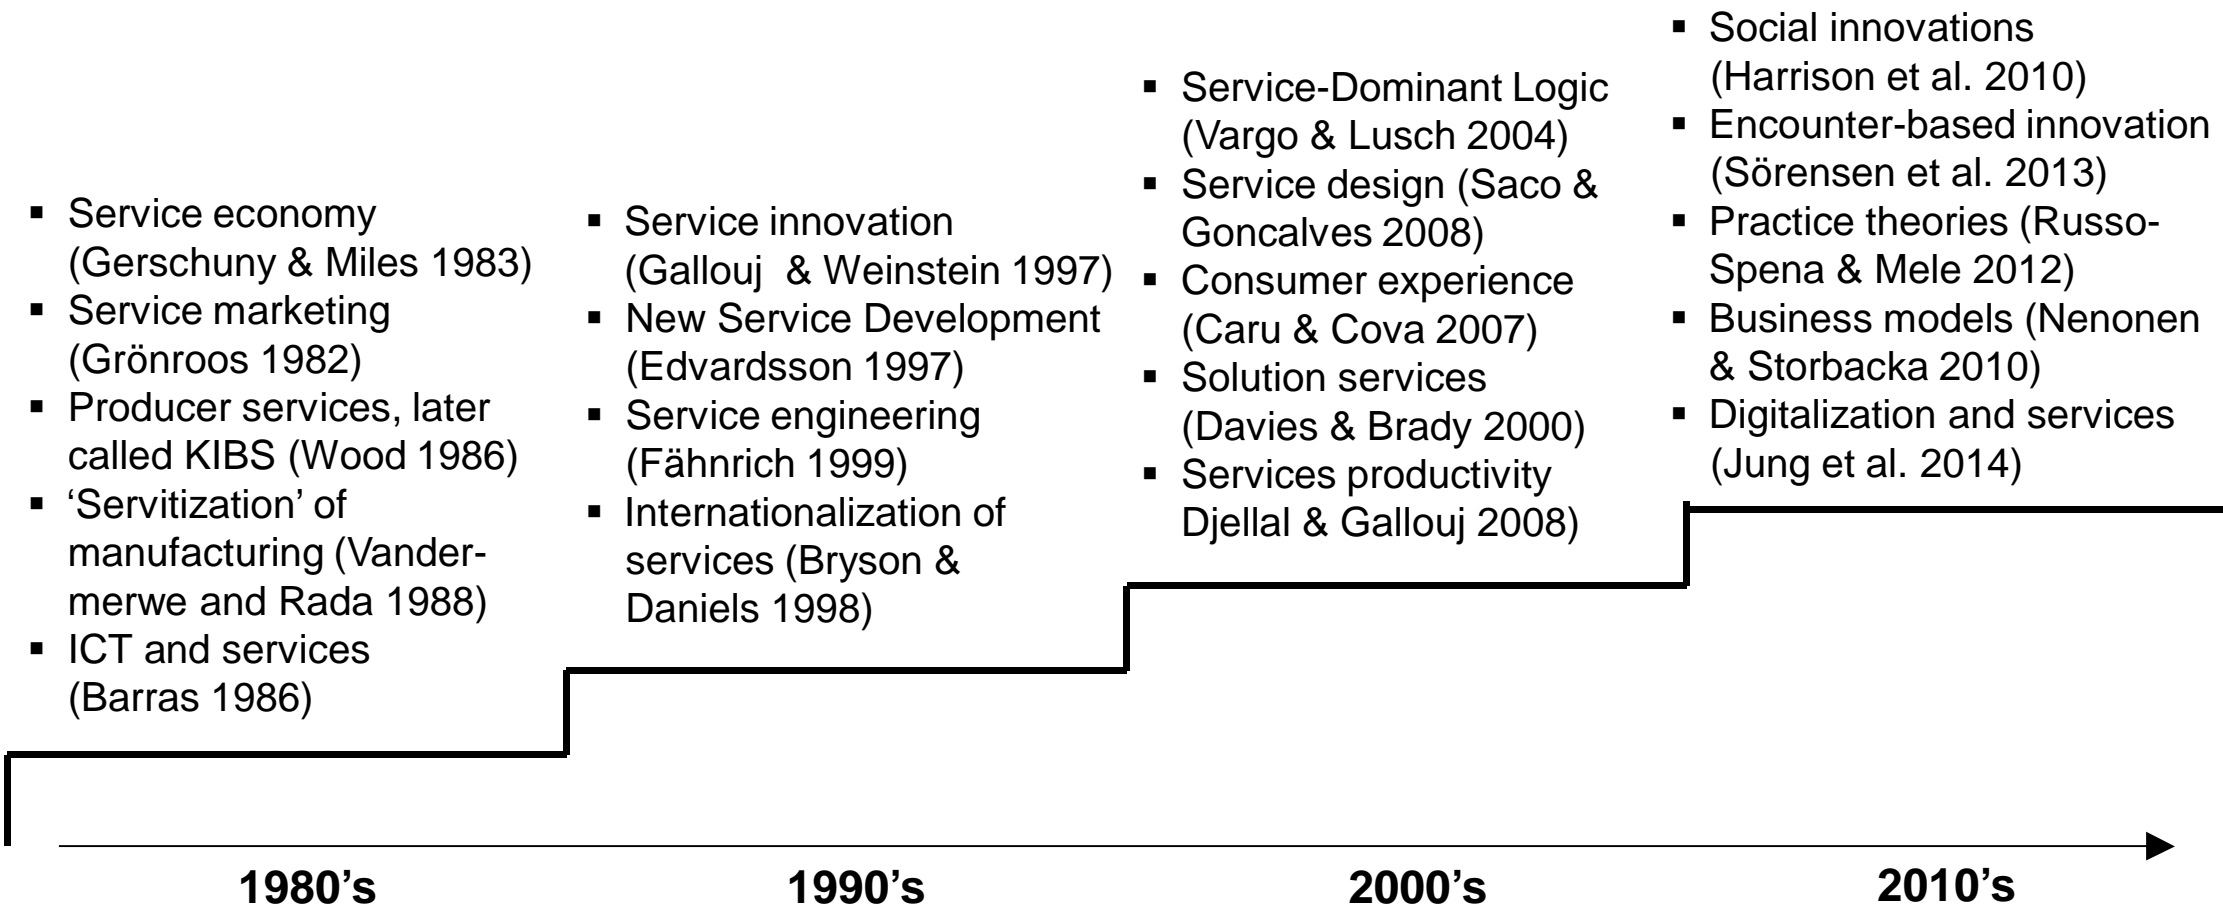 ▪ Service economy
(Gerschuny & Miles 1983)
▪ Service marketing
(Grönroos 1982)
▪ Producer services, later
called KIBS (Wood 1986)
▪ ‘Servitization’ of
manufacturing (Vander-
merwe and Rada 1988)
▪ ICT and services
(Barras 1986)
▪ Service innovation
(Gallouj & Weinstein 1997)
▪ New Service Development
(Edvardsson 1997)
▪ Service engineering
(Fähnrich 1999)
▪ Internationalization of
services (Bryson &
Daniels 1998)
▪ Service-Dominant Logic
(Vargo & Lusch 2004)
▪ Service design (Saco &
Goncalves 2008)
▪ Consumer experience
(Caru & Cova 2007)
▪ Solution services
(Davies & Brady 2000)
▪ Services productivity
Djellal & Gallouj 2008)
▪ Social innovations
(Harrison et al. 2010)
▪ Encounter-based innovation
(Sörensen et al. 2013)
▪ Practice theories (Russo-
Spena & Mele 2012)
▪ Business models (Nenonen
& Storbacka 2010)
▪ Digitalization and services
(Jung et al. 2014)
1980’s
1990’s
2000’s
2010’s